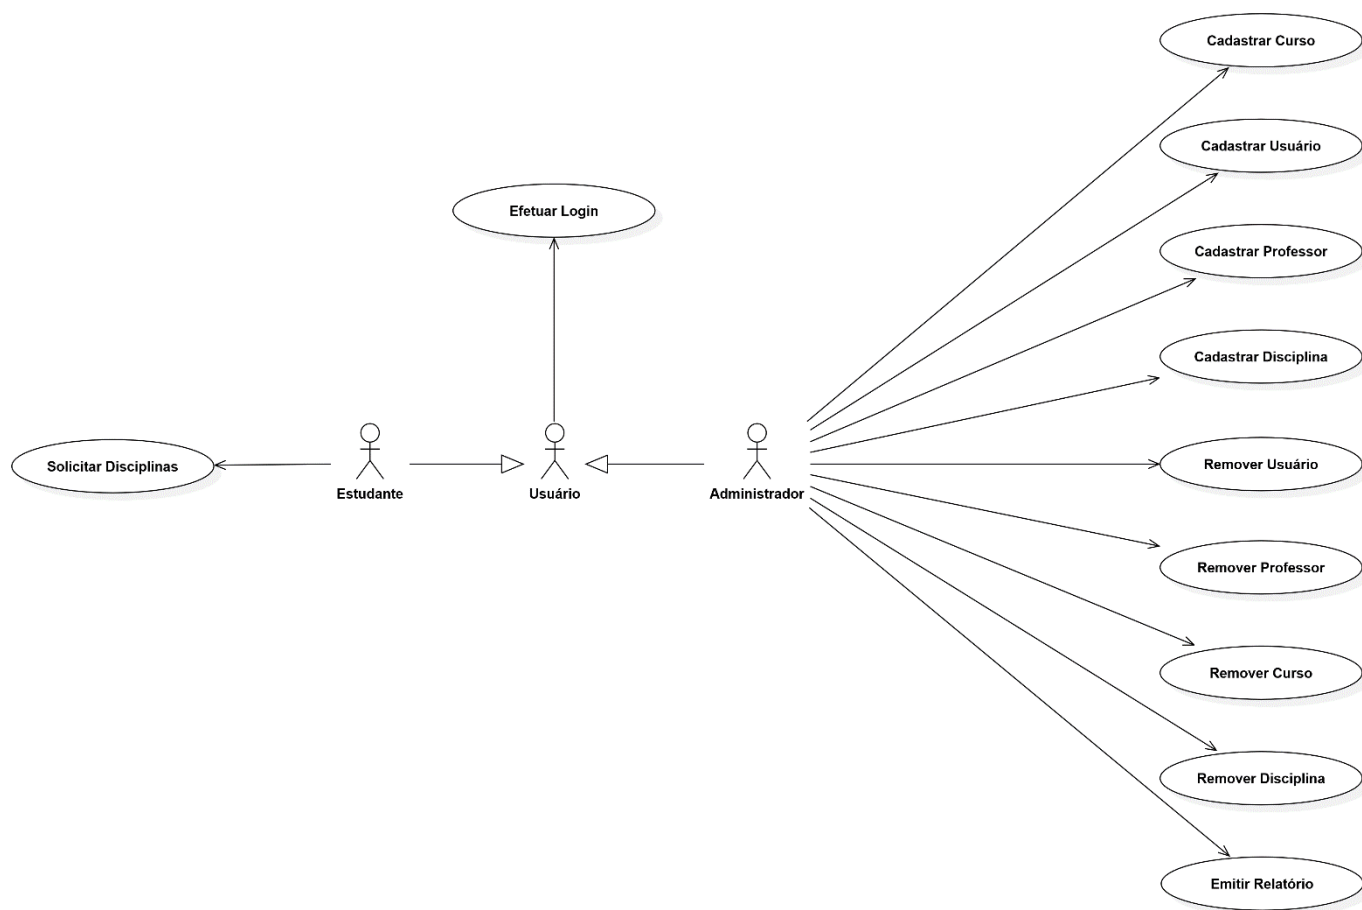 Cadastrar Curso
Cadastrar Usuário
Efetuar Login
Cadastrar Professor
Cadastrar Disciplina
Solicitar Disciplinas
Estudante
Usuário
Administrador
Remover Usuário
Remover Professor
Remover Curso
Remover Disciplina
Emitir Relatório